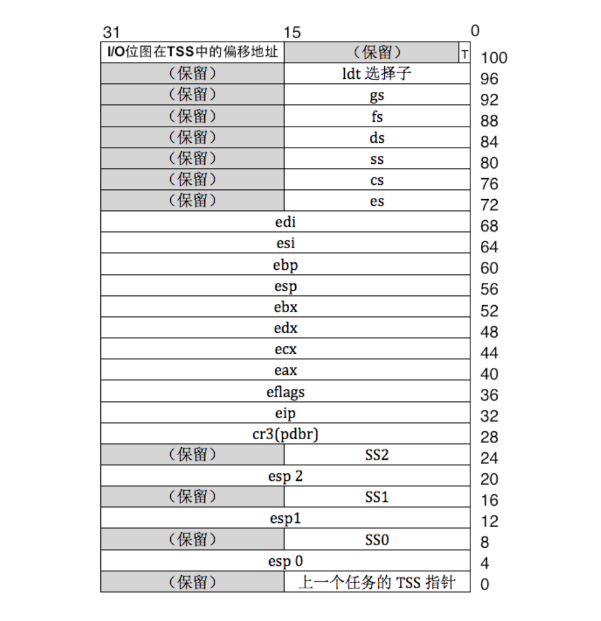 31 15 0
I/O位图在TSS中的偏移地址 （保留） T 100
（保留） ldt 选择子 96
（保留） gs 92
（保留） fs 88
（保留） ds 84
（保留） ss 80
（保留） cs 76
（保留） es 72
edi 68
esi 64
ebp 60
esp 56
ebx 52
edx 48
ecx 44
eax 40
eflags 36
eip 32
cr3(pdbr) 28
（保留） SS2 24
esp 2 20
（保留） SS1 16
esp1 12
（保留） SS0 8
esp 0 4
（保留） 上一个任务的 TSS 指针 0